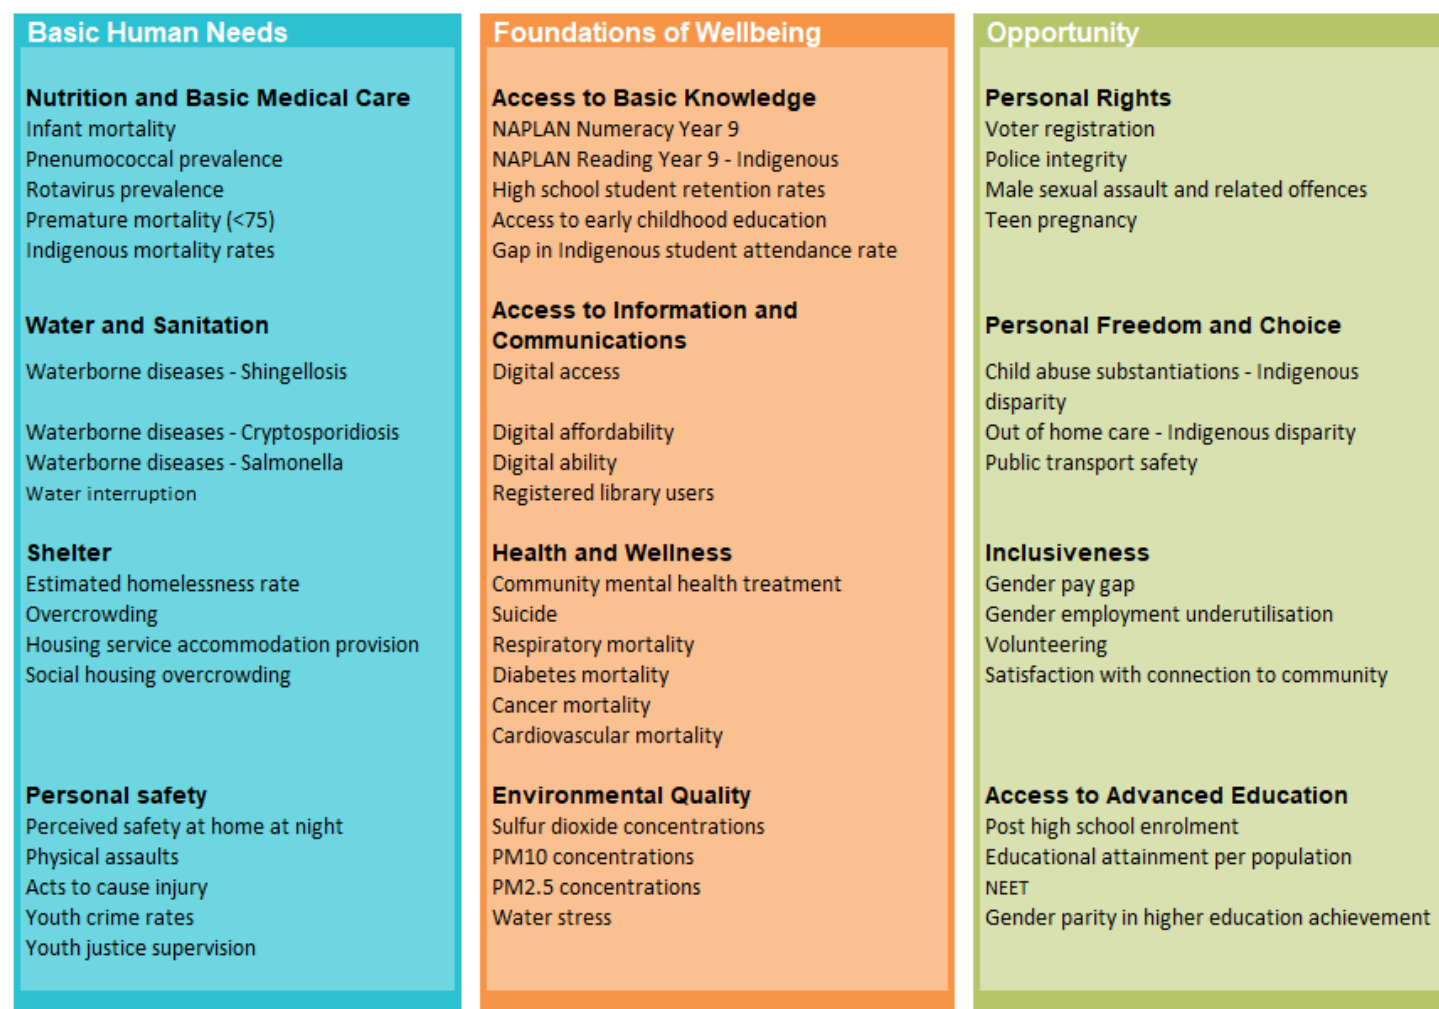 Basic Human Needs
Nutrition and Basic Medical Care
Infant mortality
Pnenumococcal prevalence
Rotavirus prevalence
Premature mortality (<75)
Indigenous mortality rates
Water and Sanitation
Waterborne diseases - Shingellosis
Waterborne diseases - Cryptosporidiosis
Waterborne diseases - Salmonella
Water interruption
Shelter
Estimated homelessness rate
Overcrowding
Housing service accommodation provision
Social housing overcrowding
Personal safety
Perceived safety at home at night
Physical assaults
Acts to cause injury
Youth crime rates
Youth justice supervision
Foundations of Wellbeing
Access to Basic Knowledge
NAPLAN Numeracy Year 9
NAPLAN Reading Year 9 - Indigenous
High school student retention rates
Access to early childhood education
Gap in Indigenous student attendance rate
Access to Information and
Communications
Digital access
Digital affordability
Digital ability
Registered library users
Health and Wellness
Community mental health treatment
Suicide
Respiratory mortality
Diabetes mortality
Cancer mortality
Cardiovascular mortality
Environmental Quality
Sulfur dioxide concentrations
PM10 concentrations
PM2.5 concentrations
Water stress
Opportunity
Personal Rights
Voter registration
Police integrity
Male sexual assault and related offences
Teen pregnancy
Personal Freedom and Choice
Child abuse substantiations - Indigenous
disparity
Out of home care - Indigenous disparity
Public transport safety
Inclusiveness
Gender pay gap
Gender employment underutilisation
Volunteering
Satisfaction with connection to community
Access to Advanced Education
Post high school enrolment
Educational attainment per population
NEET
Gender parity in higher education achievement